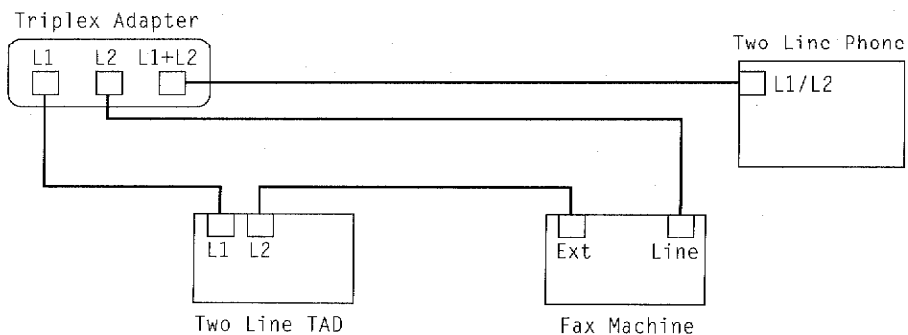 Triplex Adapter
L1 L2 L1+L2
Two Line Phone
L1/L2
L1 L2
Ext Line
Two Line TAD
Fax Machine